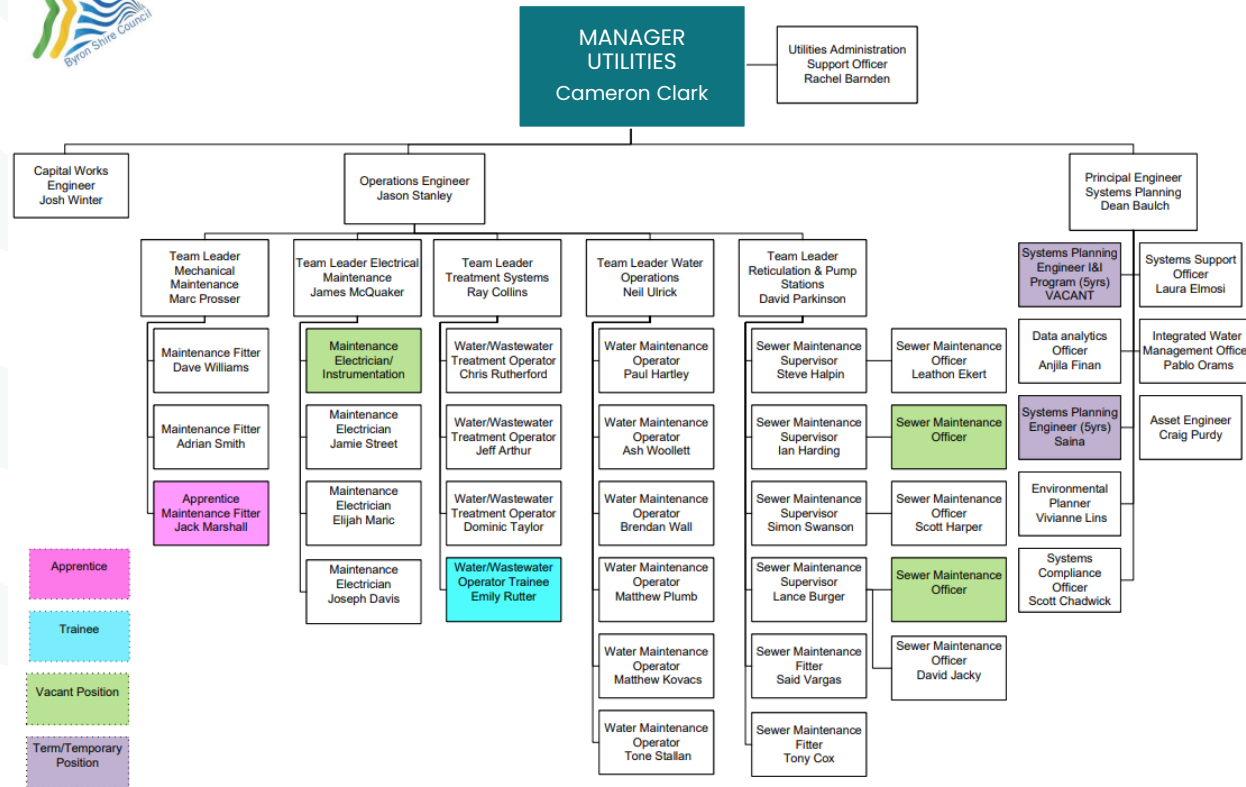 Byron Shire Council
MANAGER
UTILITIES
Cameron Clark
Utilities Administration
Support Officer
Rachel Barnden
Capital Works
Engineer
Josh Winter
Operations Engineer
Jason Stanley
Principal Engineer
Systems Planning
Dean Baulch
Team Leader
Mechanical
Maintenance
Marc Prosser
Team Leader Electrical
Maintenance
James McQuaker
Team Leader
Treatment Systems
Ray Collins
Team Leader Water
Operations
Neil Ulrick
Team Leader
Reticulation & Pump
Stations
David Parkinson
Systems Planning
Engineer I&I
Program (5yrs)
VACANT
Systems Support
Officer
Laura Elmosi
Maintenance Fitter
Dave Williams
Maintenance
Electrician/
Instrumentation
Water/Wastewater
Treatment Operator
Chris Rutherford
Water Maintenance
Operator
Paul Hartley
Sewer Maintenance
Supervisor
Steve Halpin
Sewer Maintenance
Officer
Leathon Ekert
Data analytics
Officer
Anjila Finan
Integrated Water
Management Office
Pablo Orams
Maintenance Fitter
Adrian Smith
Maintenance
Electrician
Jamie Street
Water/Wastewater
Treatment Operator
Jeff Arthur
Water Maintenance
Operator
Ash Woollett
Sewer Maintenance
Supervisor
Ian Harding
Sewer Maintenance
Officer
Systems Planning
Engineer (5yrs)
Saina
Asset Engineer
Craig Purdy
Apprentice
Maintenance Fitter
Jack Marshall
Maintenance
Electrician
Elijah Maric
Water/Wastewater
Treatment Operator
Dominic Taylor
Water Maintenance
Operator
Brendan Wall
Sewer Maintenance
Supervisor
Simon Swanson
Sewer Maintenance
Officer
Scott Harper
Environmental
Planner
Vivianne Lins
Maintenance
Electrician
Joseph Davis
Water/Wastewater
Operator Trainee
Emily Rutter
Water Maintenance
Operator
Matthew Plumb
Sewer Maintenance
Supervisor
Lance Burger
Sewer Maintenance
Officer
Systems
Compliance
Officer
Scott Chadwick
Water Maintenance
Operator
Matthew Kovacs
Sewer Maintenance
Fitter
Said Vargas
Sewer Maintenance
Officer
David Jacky
Water Maintenance
Operator
Tone Stallan
Sewer Maintenance
Fitter
Tony Cox
Apprentice
Trainee
Vacant Position
Term/Temporary
Position